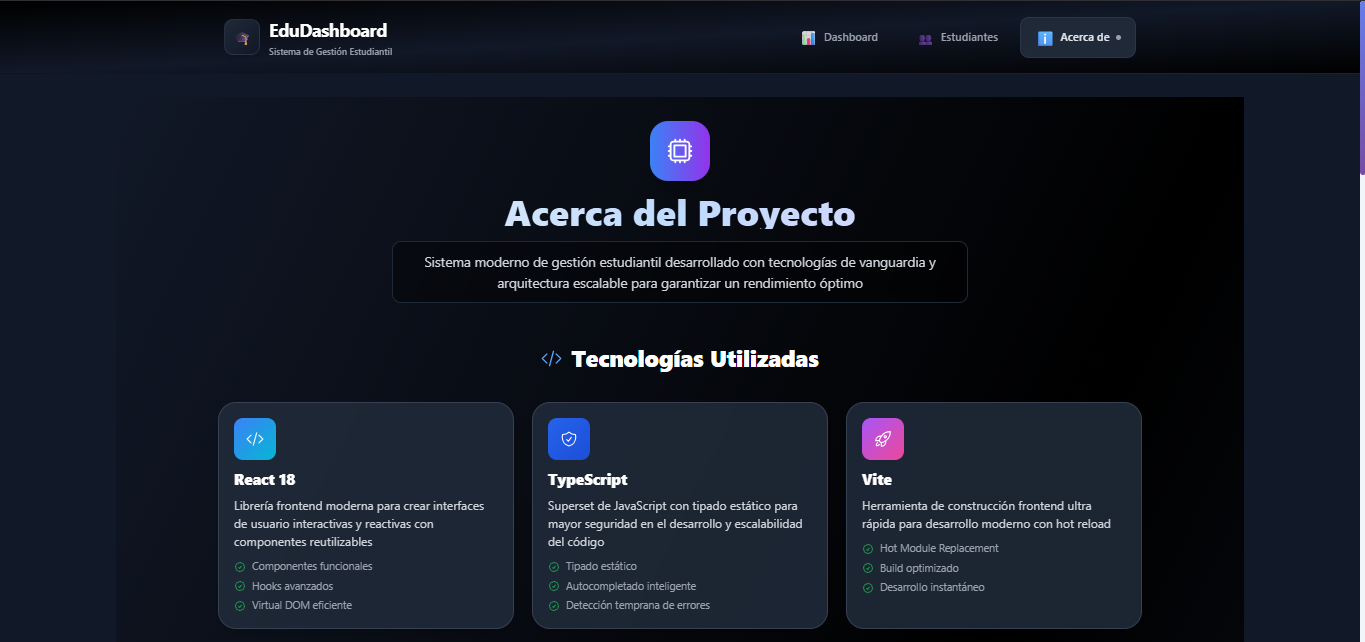 EduDashboard
Sistema de Gestión Estudiantil
Dashboard
Estudiantes
Acerca de
Acerca del Proyecto
Sistema moderno de gestión estudiantil desarrollado con tecnologías de vanguardia y
arquitectura escalable para garantizar un rendimiento óptimo
</> Tecnologías Utilizadas
</>
React 18
Librería frontend moderna para crear interfaces
de usuario interactivas y reactivas con
componentes reutilizables
Componentes funcionales
Hooks avanzados
Virtual DOM eficiente
TypeScript
Superset de JavaScript con tipado estático para
mayor seguridad en el desarrollo y escalabilidad
del código
Tipado estático
Autocompletado inteligente
Detección temprana de errores
Vite
Herramienta de construcción frontend ultra
rápida para desarrollo moderno con hot reload
Hot Module Replacement
Build optimizado
Desarrollo instantáneo